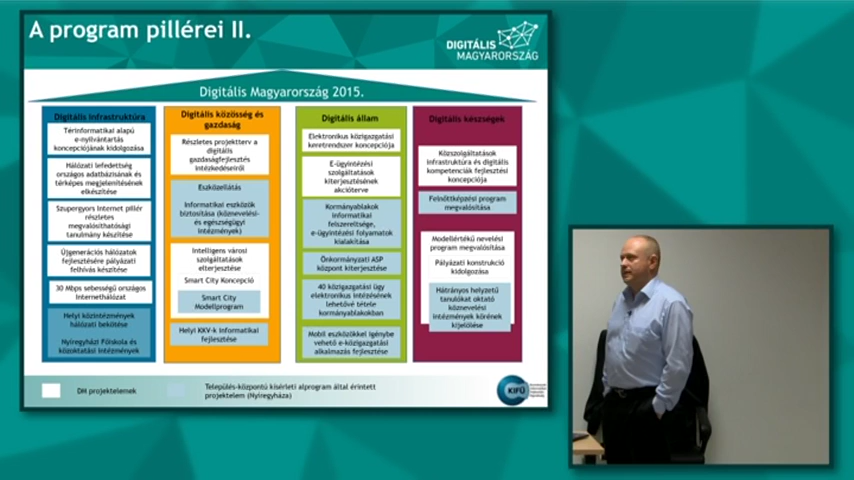 A program pillérei II.
DIGITÁLIS
MAGYARORSZÁG
Digitális Magyarország 2015.
Digitális infrastruktúra
Térinformatikai alapú
e-nyilvántartás
koncepciójának kidolgozása
Hálózati lefedettség
országos adatbázisának és
térképes megjelenítésének
elkészítése
Szupergyors Internet pillér
részletes
megvalósíthatósági
tanulmány készítése
Újgenerációs hálózatok
fejlesztésére pályázati
felhívás készítése
30 Mbps sebességű országos
Internethálózat
Helyi közintézmények
hálózati bekötése
Nyíregyházi Főiskola és
közoktatási intézmények
Digitális közösség és
gazdaság
Részletes projektterv a
digitális
gazdaságfejlesztés
intézkedéseiről
Eszközellátás
Informatikai eszközök
biztosítása (köznevelési-
és egészségügyi
intézmények)
Intelligens városi
szolgáltatások
elterjesztése
Smart City Koncepció
Smart City
Modellprogram
Helyi KKV-k informatikai
fejlesztése
Digitális állam
Elektronikus közigazgatási
keretrendszer koncepciója
E-ügyintézési
szolgáltatások
kiterjesztésének
akcióterve
Kormányablakok
informatikai
felszereltsége,
e-ügyintézési folyamatok
kialakítása
Önkormányzati ASP
központ kiterjesztése
40 közigazgatási ügy
elektronikus intézésének
lehetővé tétele
kormányablakokban
Mobil eszközökkel igénybe
vehető e-közigazgatási
alkalmazás fejlesztése
Digitális készségek
Közszolgáltatások
infrastruktúra és digitális
kompetenciák fejlesztési
koncepciója
Felnőttképzési program
megvalósítása
Modellértékű nevelési
program megvalósítása
Pályázati konstrukció
kidolgozása
Hátrányos helyzetű
tanulókat oktató
köznevelési
intézmények körének
kijelölése
DM projektelemek
Település-központú kísérleti alprogram által érintett
projektelem (Nyíregyháza)
KIFÜ